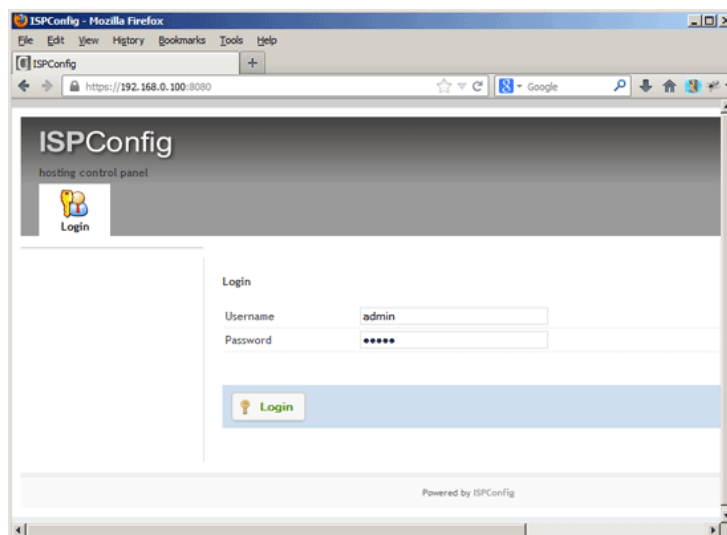 ISPConfig - Mozilla Firefox
File Edit View History Bookmarks Tools Help
ISPConfig
https://192.168.0.100:8080
Google
ISPConfig
hosting control panel
Login
Login
Username admin
Password •••••
Login
Powered by ISPConfig